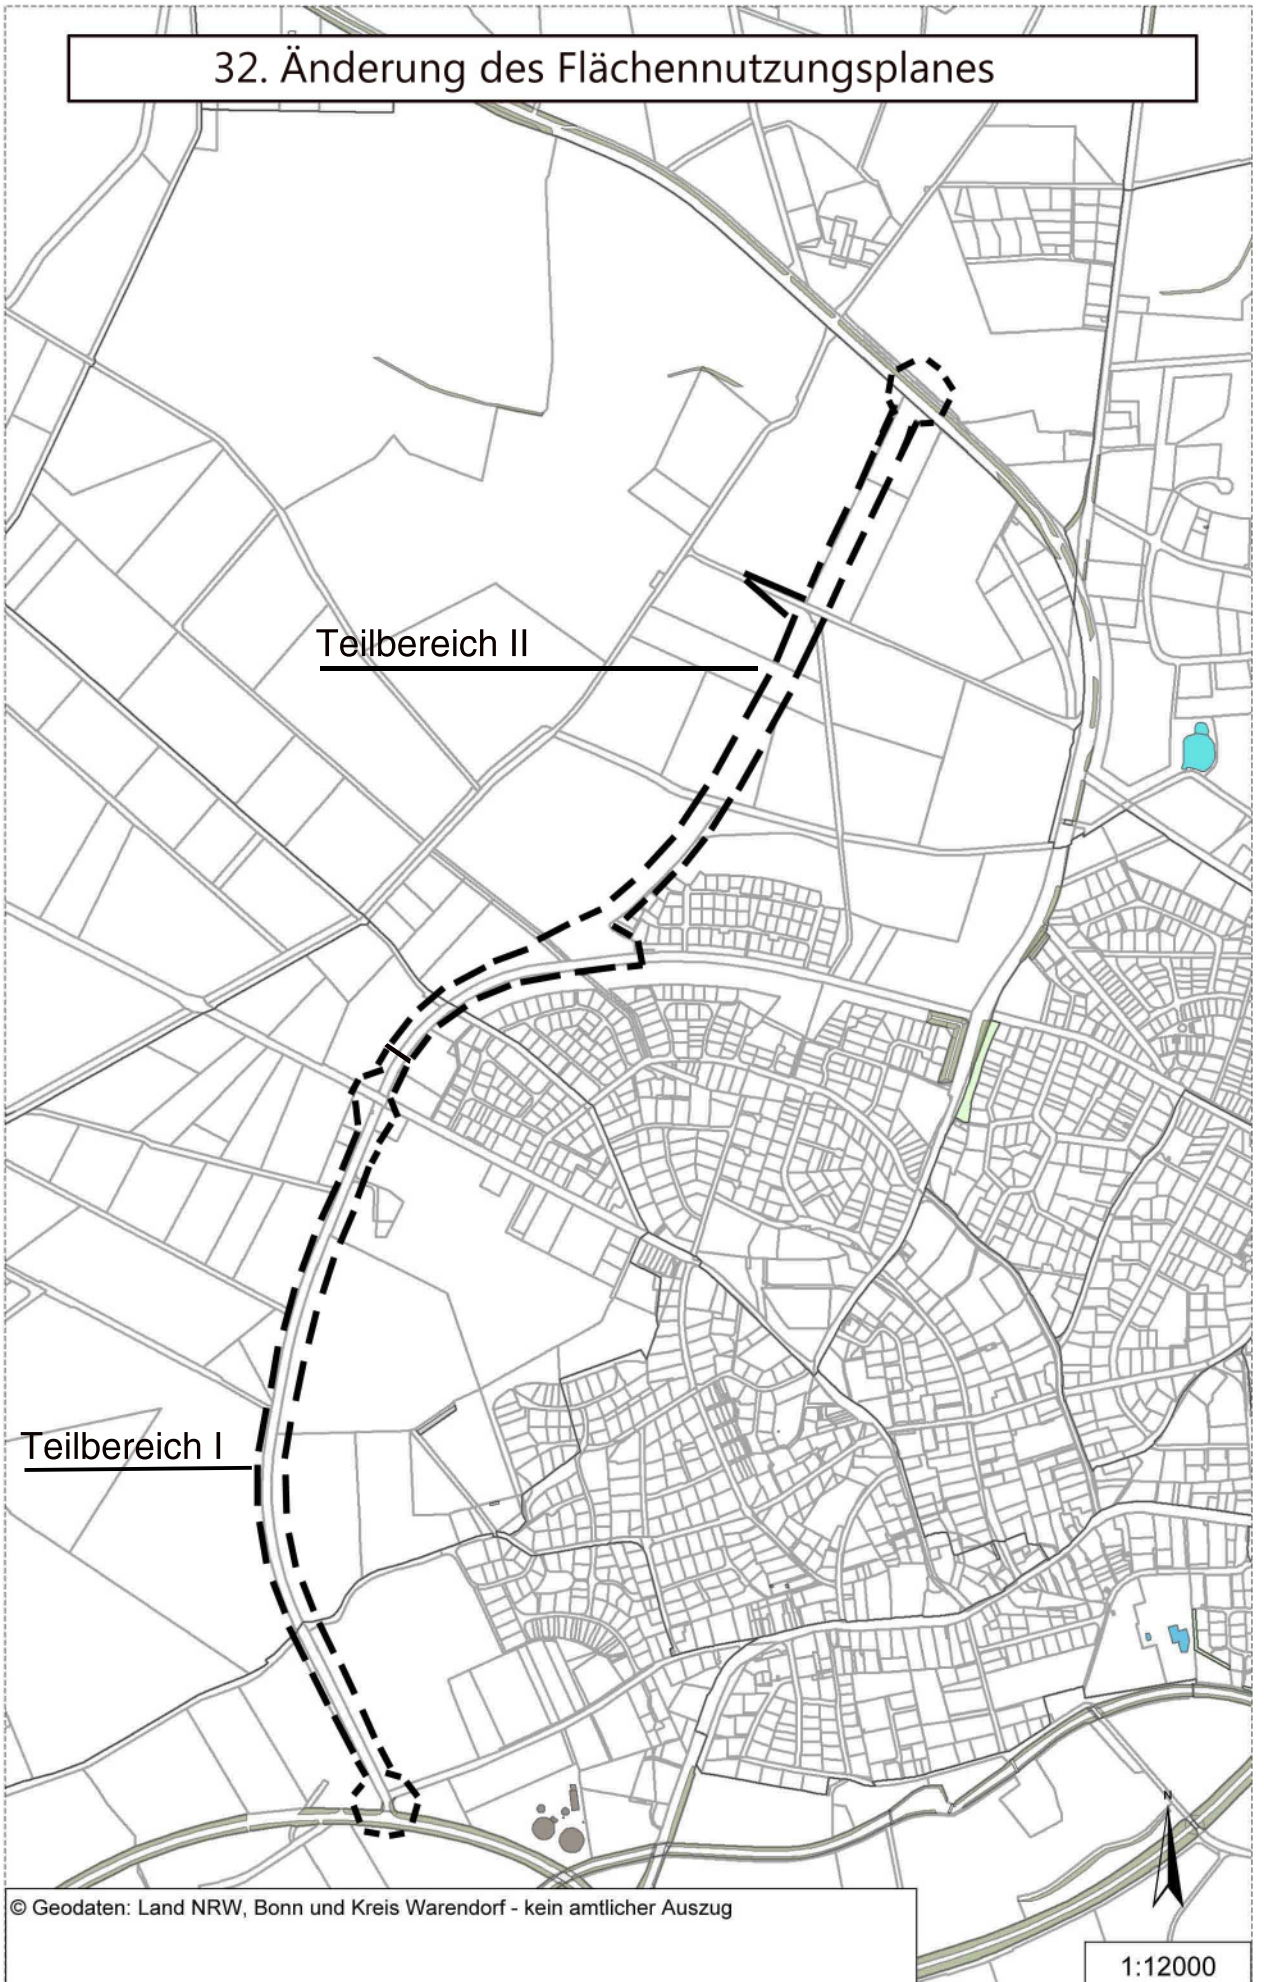 32. Änderung des Flächennutzungsplanes
Teilbereich II
Teilbereich I
N
© Geodaten: Land NRW, Bonn und Kreis Warendorf - kein amtlicher Auszug
1:12000